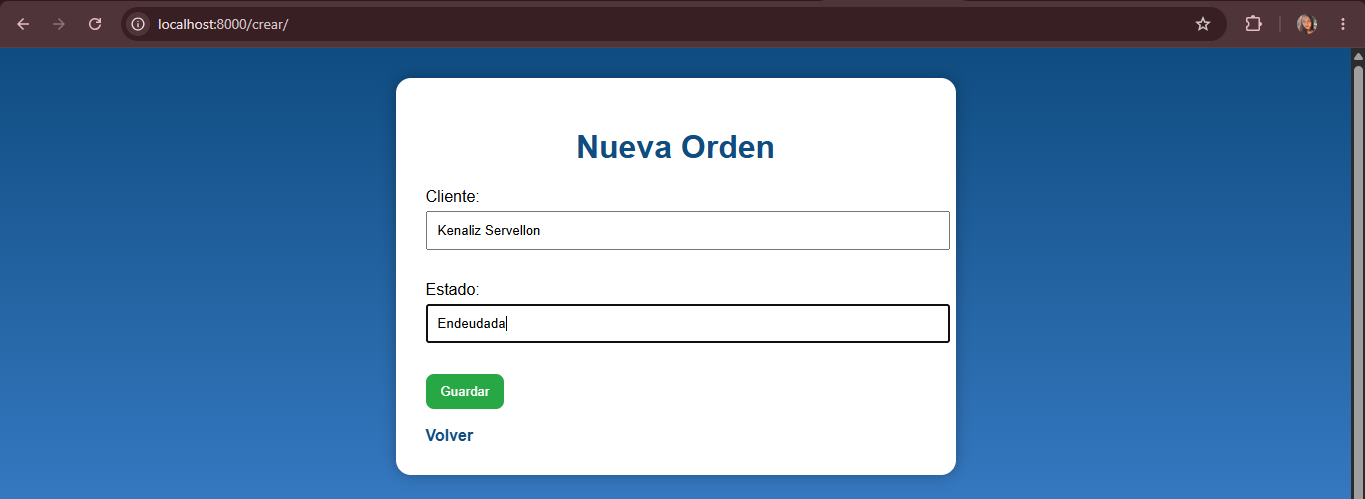 localhost:8000/crear/
Nueva Orden
Cliente:
Kenaliz Servellon
Estado:
Endeudada
Guardar
Volver